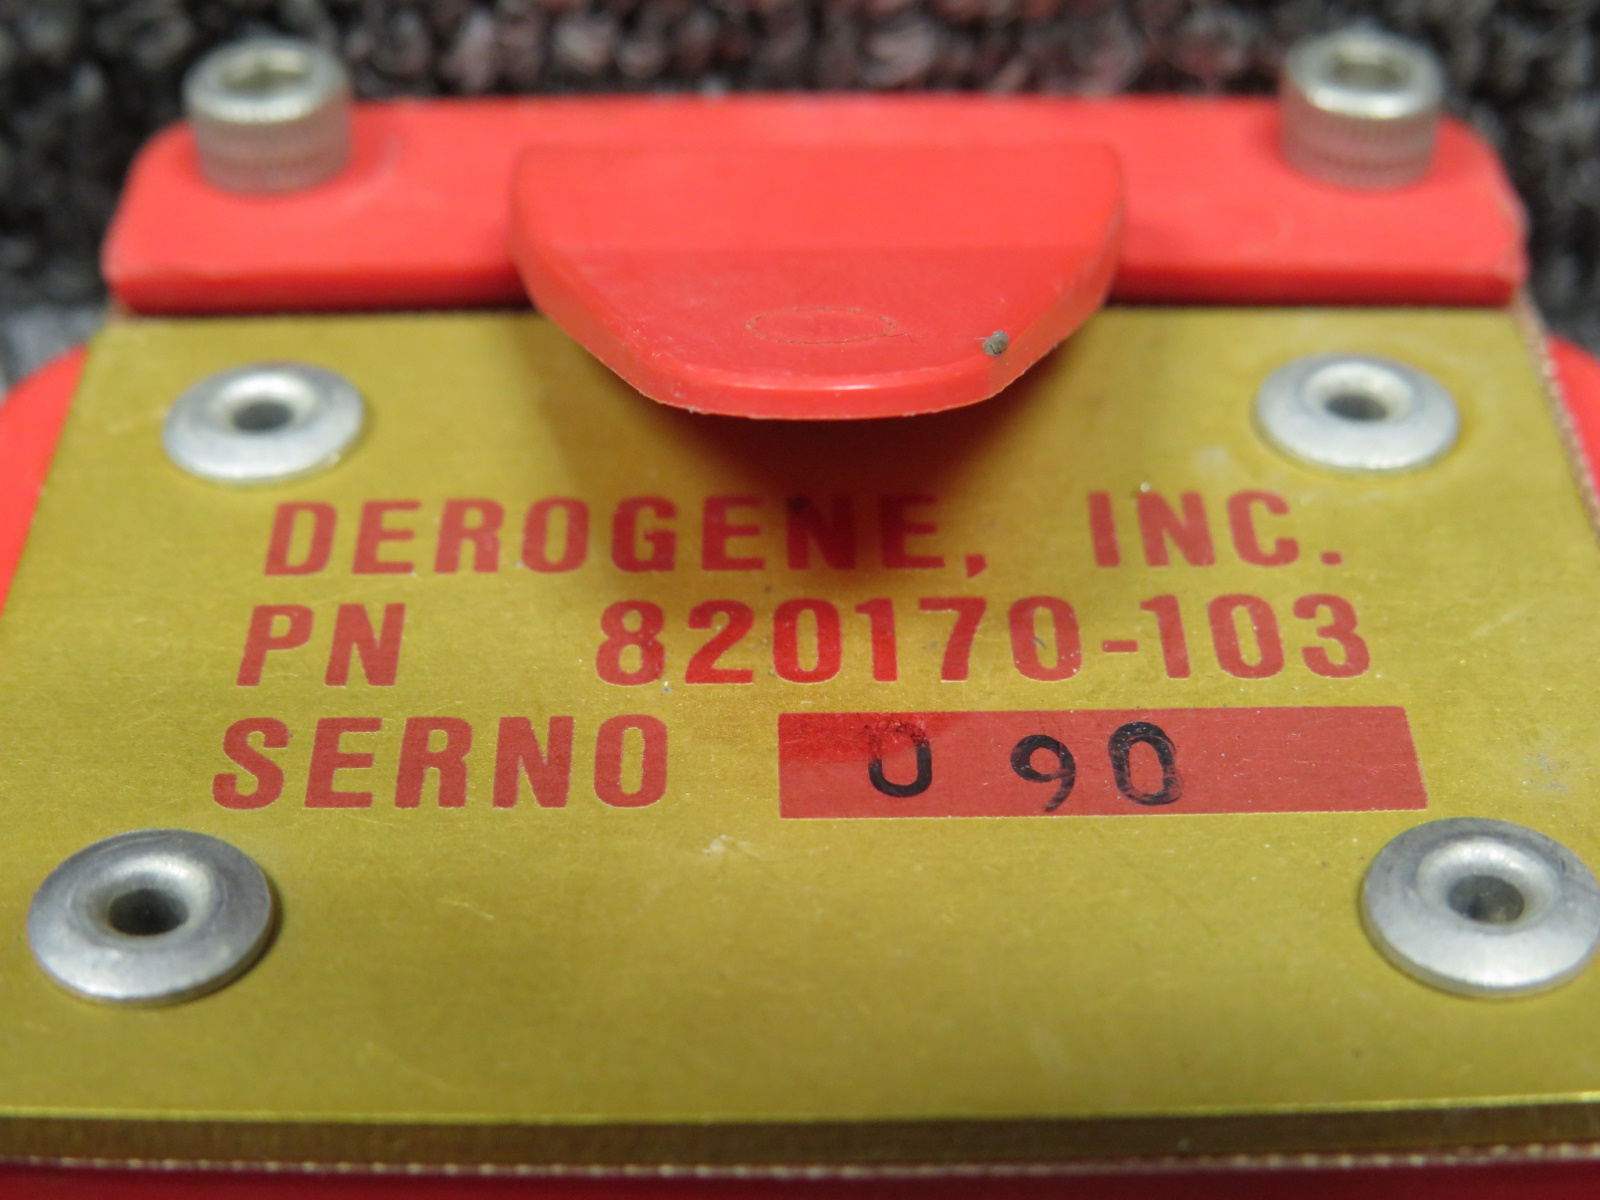 DEROGENE, INC.
PN 820170-103
SERNO 090